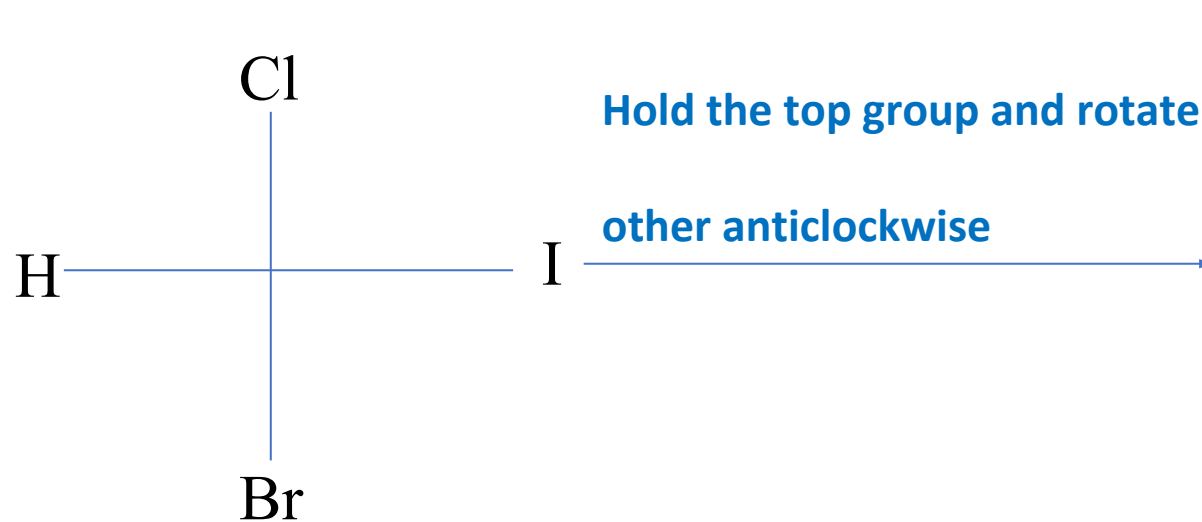 Cl
Hold the top group and rotate
other anticlockwise
H
I
Br